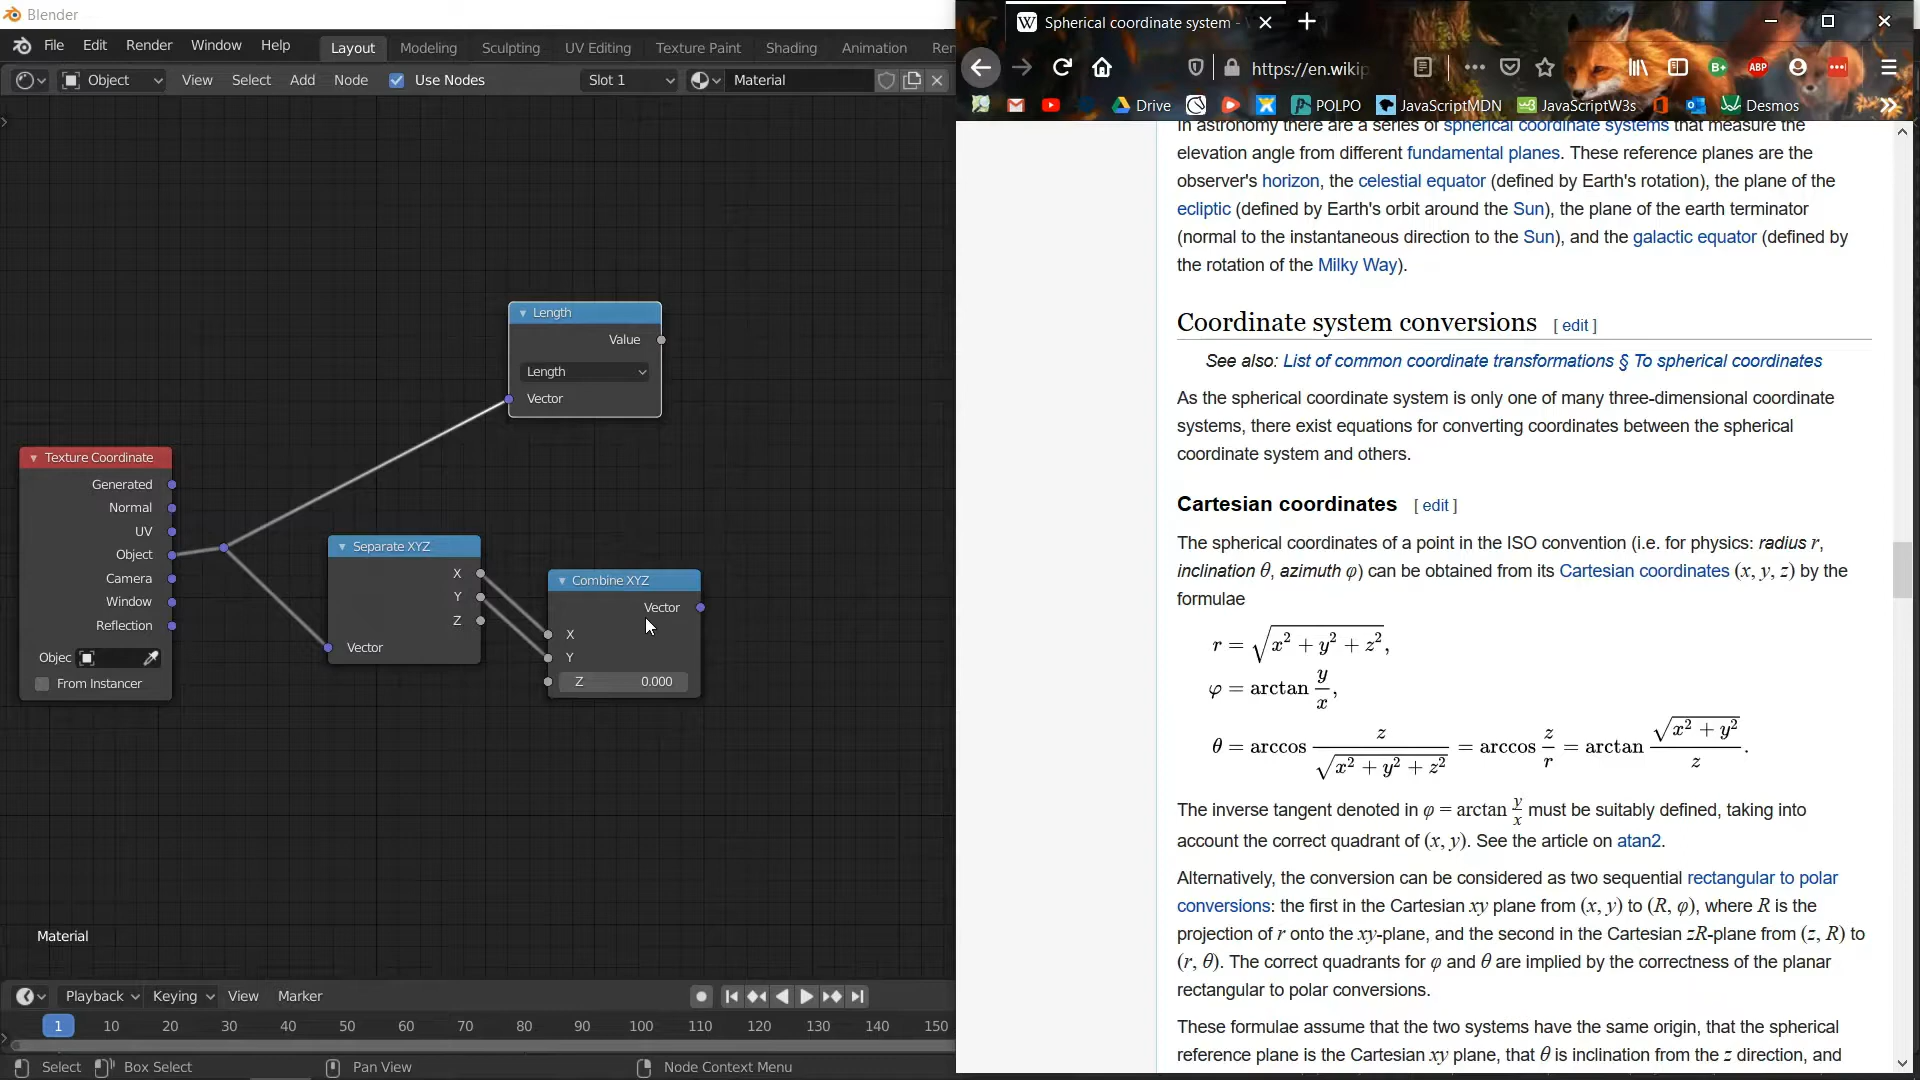 Blender
File Edit Render Window Help Layout Modeling Sculpting UV Editing Texture Paint Shading Animation Ren
Object View Select Add Node Use Nodes Slot 1 Material
Length
Value
Length
Vector
Texture Coordinate
Generated
Normal
UV
Object
Camera
Window
Reflection
Objec
From Instancer
Separate XYZ
X
Y
Z
Vector
Combine XYZ
Vector
X
Y
Z 0.000
Material
Playback Keying View Marker
1 10 20 30 40 50 60 70 80 90 100 110 120 130 140 150
Select Box Select Pan View Node Context Menu
W Spherical coordinate system -
https://en.wikip
ABP
Drive POLPO JavaScriptMDN W3 JavaScriptW3s Desmos
In astronomy there are a series of spherical coordinate systems that measure the
elevation angle from different fundamental planes. These reference planes are the
observer's horizon, the celestial equator (defined by Earth's rotation), the plane of the
ecliptic (defined by Earth's orbit around the Sun), the plane of the earth terminator
(normal to the instantaneous direction to the Sun), and the galactic equator (defined by
the rotation of the Milky Way).
Coordinate system conversions [ edit ]
See also: List of common coordinate transformations § To spherical coordinates
As the spherical coordinate system is only one of many three-dimensional coordinate
systems, there exist equations for converting coordinates between the spherical
coordinate system and others.
Cartesian coordinates [ edit ]
The spherical coordinates of a point in the ISO convention (i.e. for physics: radius r,
inclination θ, azimuth φ) can be obtained from its Cartesian coordinates (x, y, z) by the
formulae
r = √(x² + y² + z²),
φ = arctan y/x,
θ = arccos z/√(x² + y² + z²) = arccos z/r = arctan √(x² + y²)/z.
The inverse tangent denoted in φ = arctan y/x must be suitably defined, taking into
account the correct quadrant of (x, y). See the article on atan2.
Alternatively, the conversion can be considered as two sequential rectangular to polar
conversions: the first in the Cartesian xy plane from (x, y) to (R, φ), where R is the
projection of r onto the xy-plane, and the second in the Cartesian zR-plane from (z, R) to
(r, θ). The correct quadrants for φ and θ are implied by the correctness of the planar
rectangular to polar conversions.
These formulae assume that the two systems have the same origin, that the spherical
reference plane is the Cartesian xy plane, that θ is inclination from the z direction, and